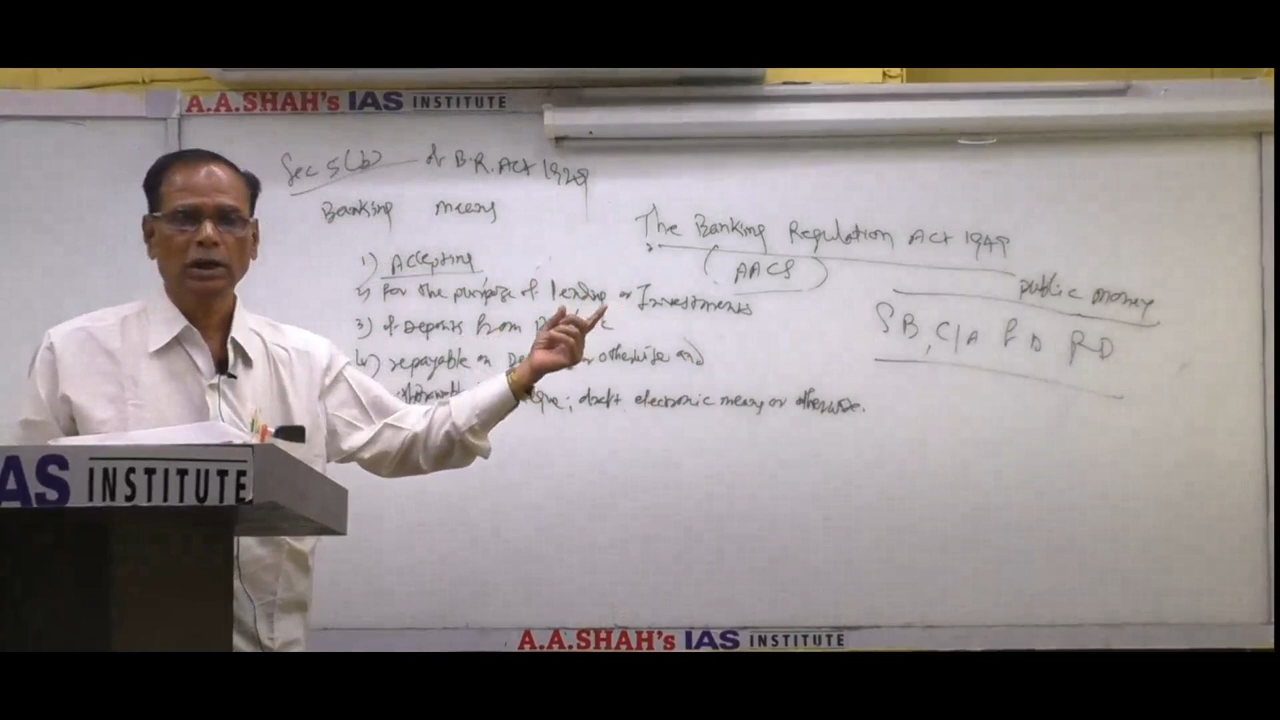 A.A.SHAH's IAS INSTITUTE
Sec 5(b) of B.R. Act 1949
Banking means
1) Accepting
2) for the purpose of lending or Investments
3) of Deposits from
4) repayable on or otherwise and
draft electronic means or otherwise.
The Banking Regulation Act 1949
(AACS)
public money
SB, C/A FD RD
IAS INSTITUTE
A.A.SHAH's IAS INSTITUTE